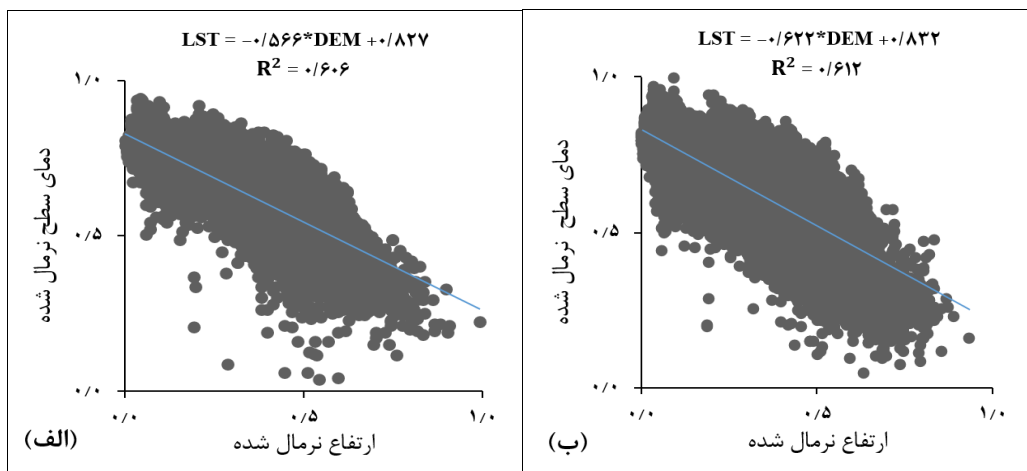 LST = −۰/۶۲۲*DEM +۰/۸۳۲
R² = ۰/۶۱۲
۱/۰
۰/۵
۰/۰
دمای سطح نرمال شده
۰/۰
۰/۵
۱/۰
ارتفاع نرمال شده
(ب)
LST = −۰/۵۶۶*DEM +۰/۸۲۷
R² = ۰/۶۰۶
۱/۰
۰/۵
۰/۰
دمای سطح نرمال شده
۰/۰
۰/۵
۱/۰
ارتفاع نرمال شده
(الف)